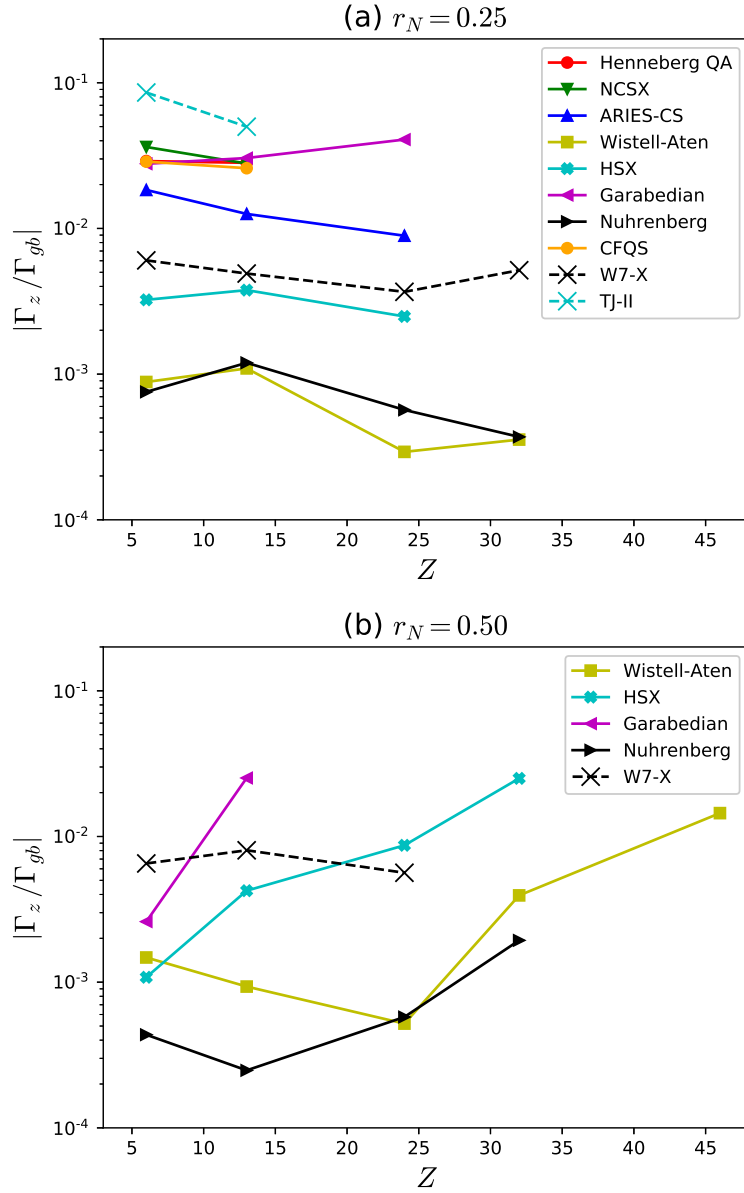 (a) r_N = 0.25
|Γ_z/Γ_gb|
10^-1
10^-2
10^-3
10^-4
Henneberg QA
NCSX
ARIES-CS
Wistell-Aten
HSX
Garabedian
Nuhrenberg
CFQS
W7-X
TJ-II
5 10 15 20 25 30 35 40 45
Z
(b) r_N = 0.50
|Γ_z/Γ_gb|
10^-1
10^-2
10^-3
10^-4
Wistell-Aten
HSX
Garabedian
Nuhrenberg
W7-X
5 10 15 20 25 30 35 40 45
Z